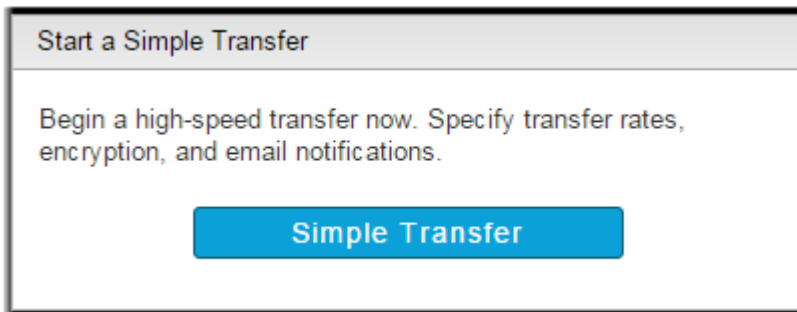 Start a Simple Transfer
Begin a high-speed transfer now. Specify transfer rates,
encryption, and email notifications.
Simple Transfer